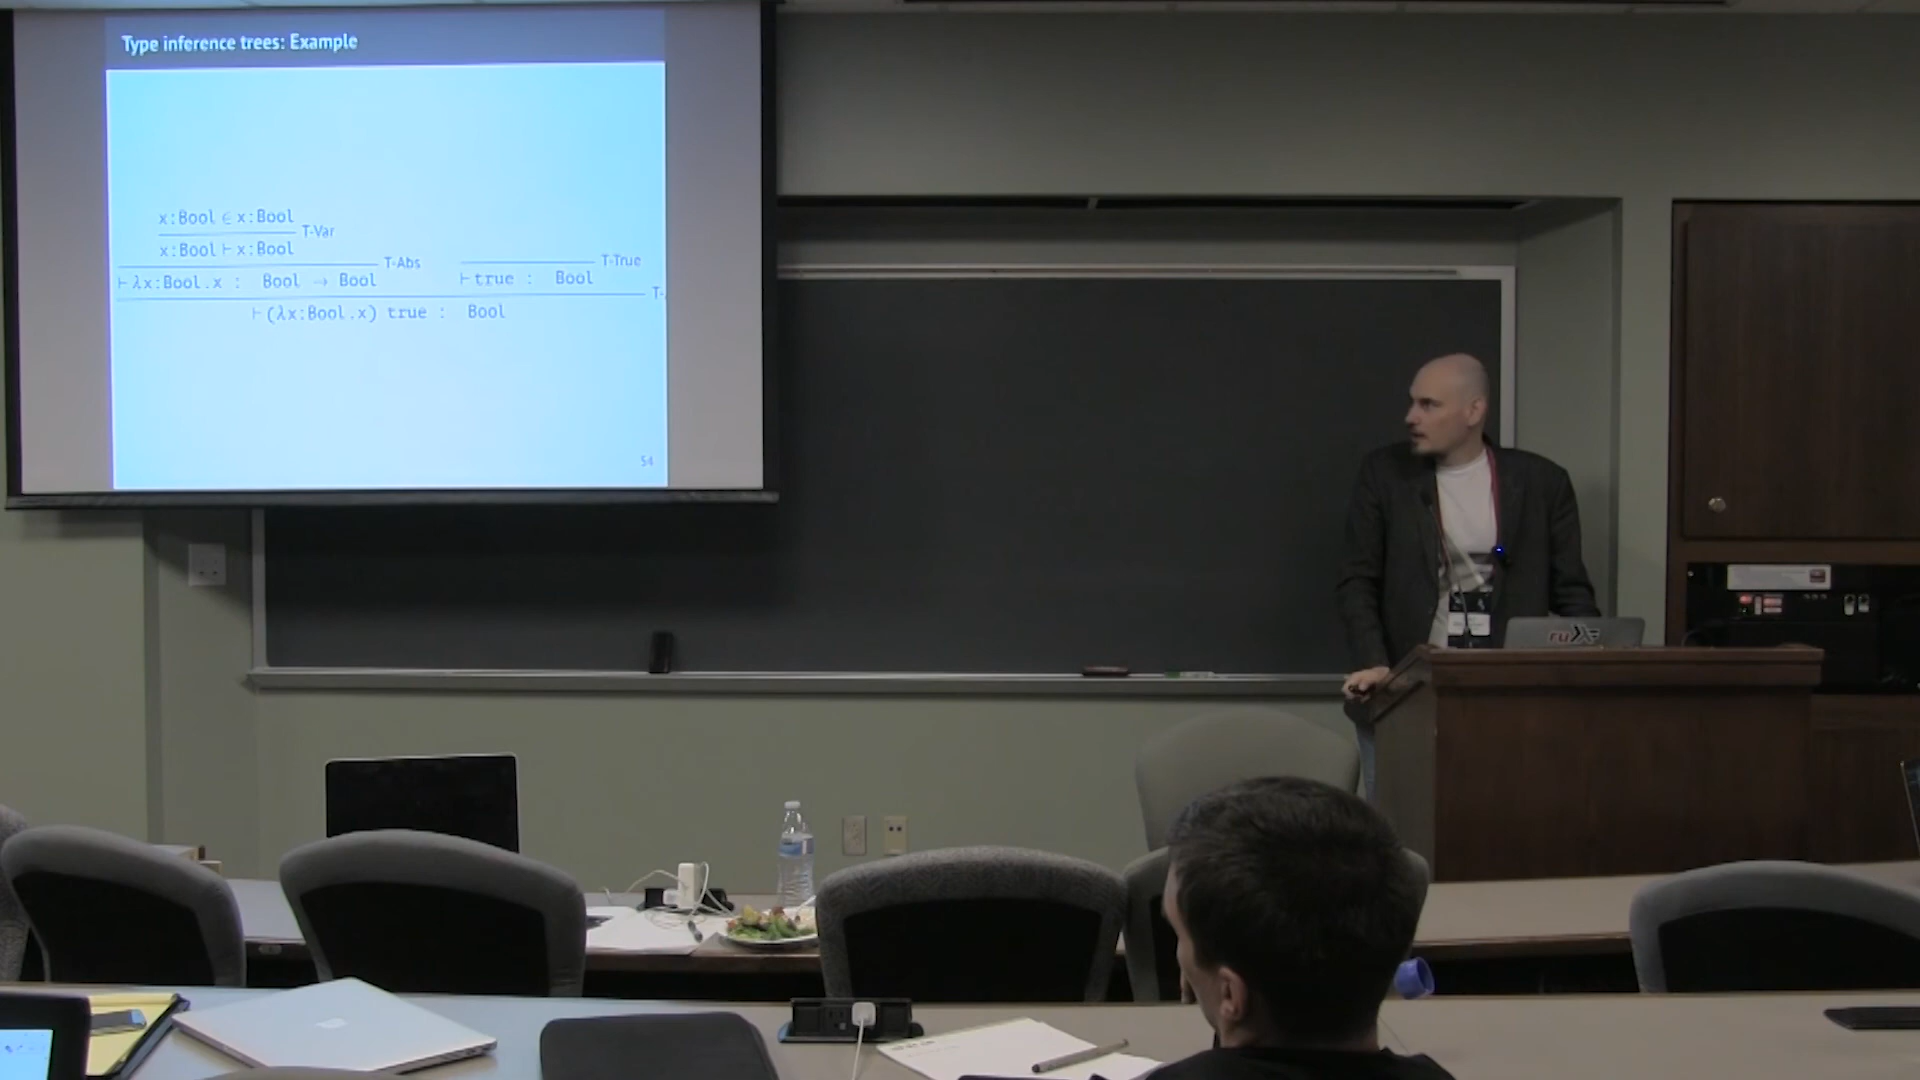 Type inference trees: Example
x:Bool ∈ x:Bool
T-Var
x:Bool ⊢ x:Bool
T-Abs
T-True
⊢ λx:Bool.x : Bool → Bool
⊢ true : Bool
T-
⊢ (λx:Bool.x) true : Bool
54